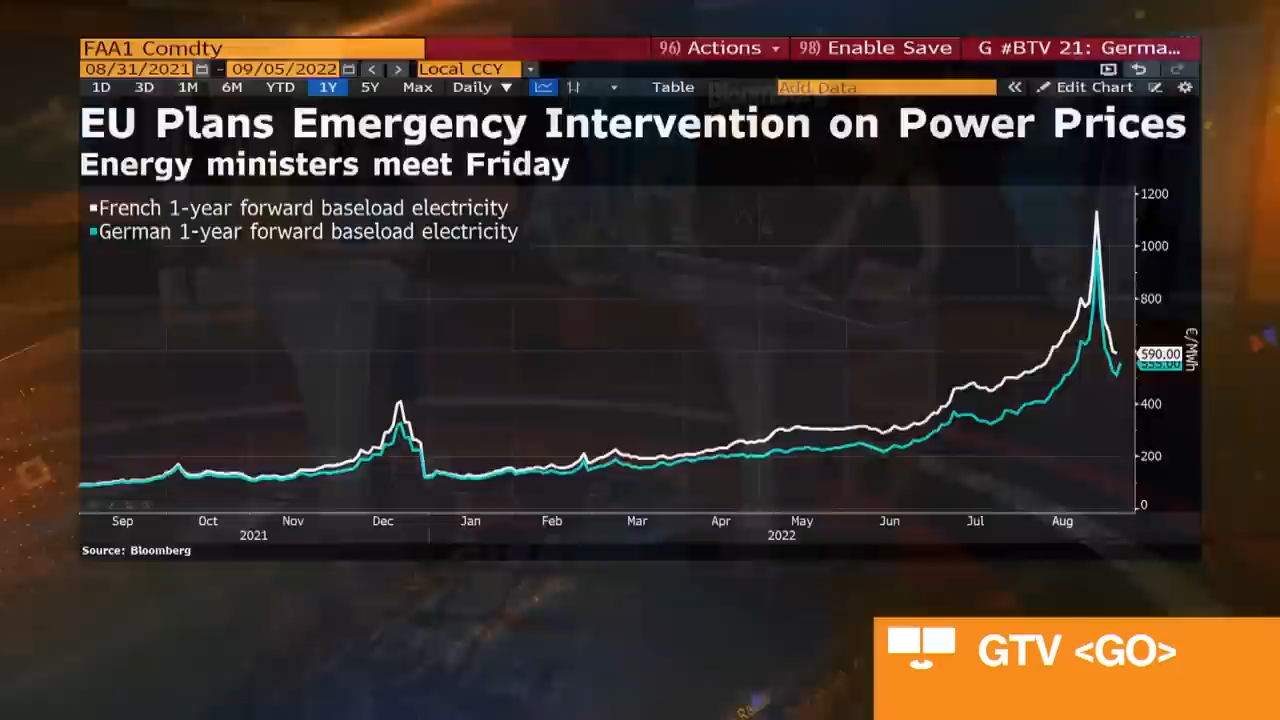 FAA1 Comdty 96) Actions 98) Enable Save G #BTV 21: Germa...
08/31/2021 - 09/05/2022 Local CCY
1D 3D 1M 6M YTD 1Y 5Y Max Daily Table Add Data Edit Chart
EU Plans Emergency Intervention on Power Prices
Energy ministers meet Friday
French 1-year forward baseload electricity
German 1-year forward baseload electricity
1200
1000
800
590.00
€/Mwh
400
200
0
Sep Oct Nov Dec Jan Feb Mar Apr May Jun Jul Aug
2021 2022
Source: Bloomberg
GTV <GO>